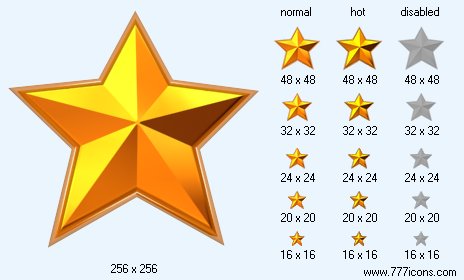 normal hot disabled
48 x 48 48 x 48 48 x 48
32 x 32 32 x 32 32 x 32
24 x 24 24 x 24 24 x 24
20 x 20 20 x 20 20 x 20
16 x 16 16 x 16 16 x 16
256 x 256
www.777icons.com